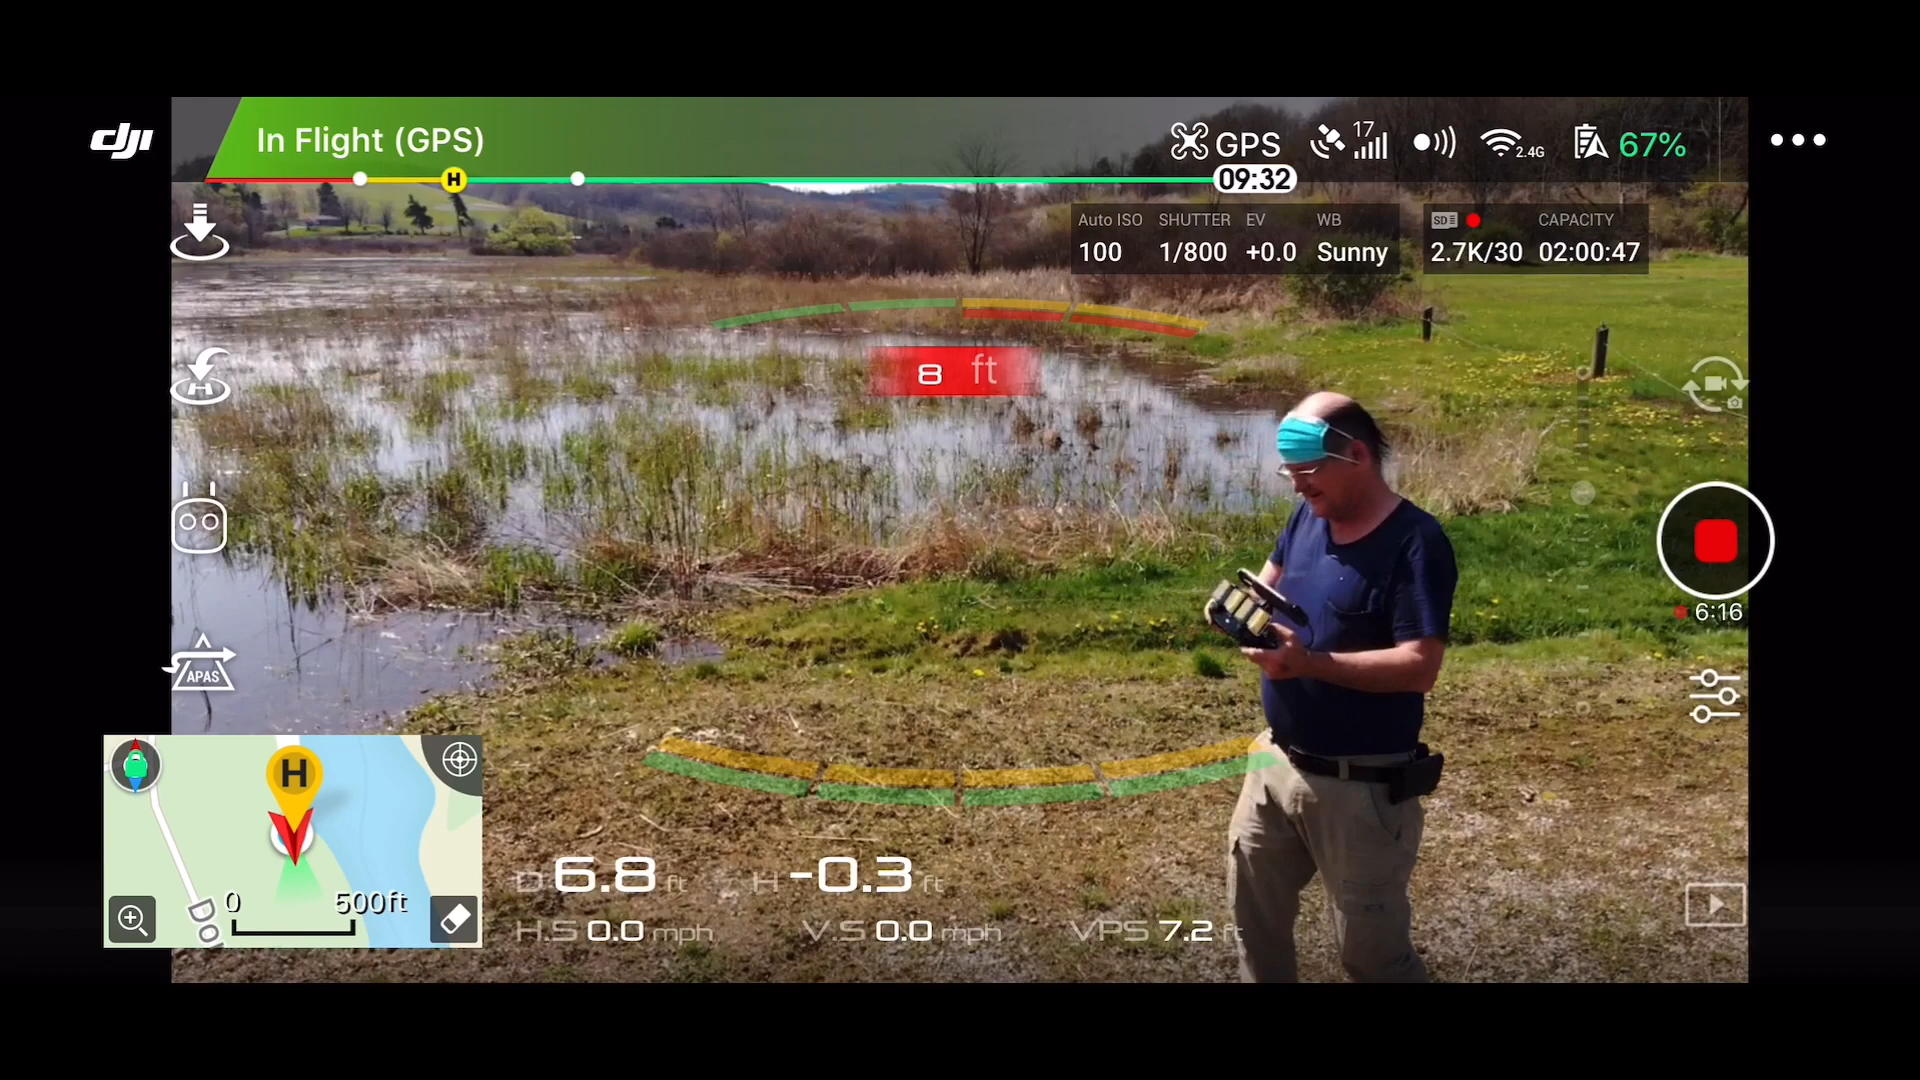 dji
In Flight (GPS)
GPS
17
2.4G
67%
H
09:32
Auto ISO SHUTTER EV WB
100 1/800 +0.0 Sunny
SD CAPACITY
2.7K/30 02:00:47
8 ft
H
6:16
APAS
H
0 500ft
DO
D 6.8 ft H -0.3 ft
H.S 0.0 mph V.S 0.0 mph VPS 7.2 ft